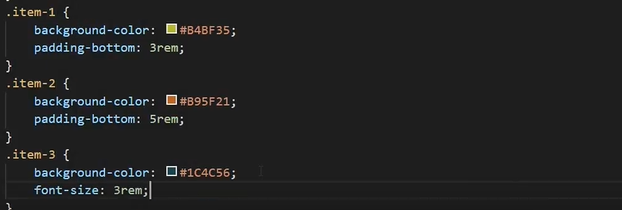 .item-1 {
background-color: #B4BF35;
padding-bottom: 3rem;
}
.item-2 {
background-color: #B95F21;
padding-bottom: 5rem;
}
.item-3 {
background-color: #1C4C56;
font-size: 3rem;
}